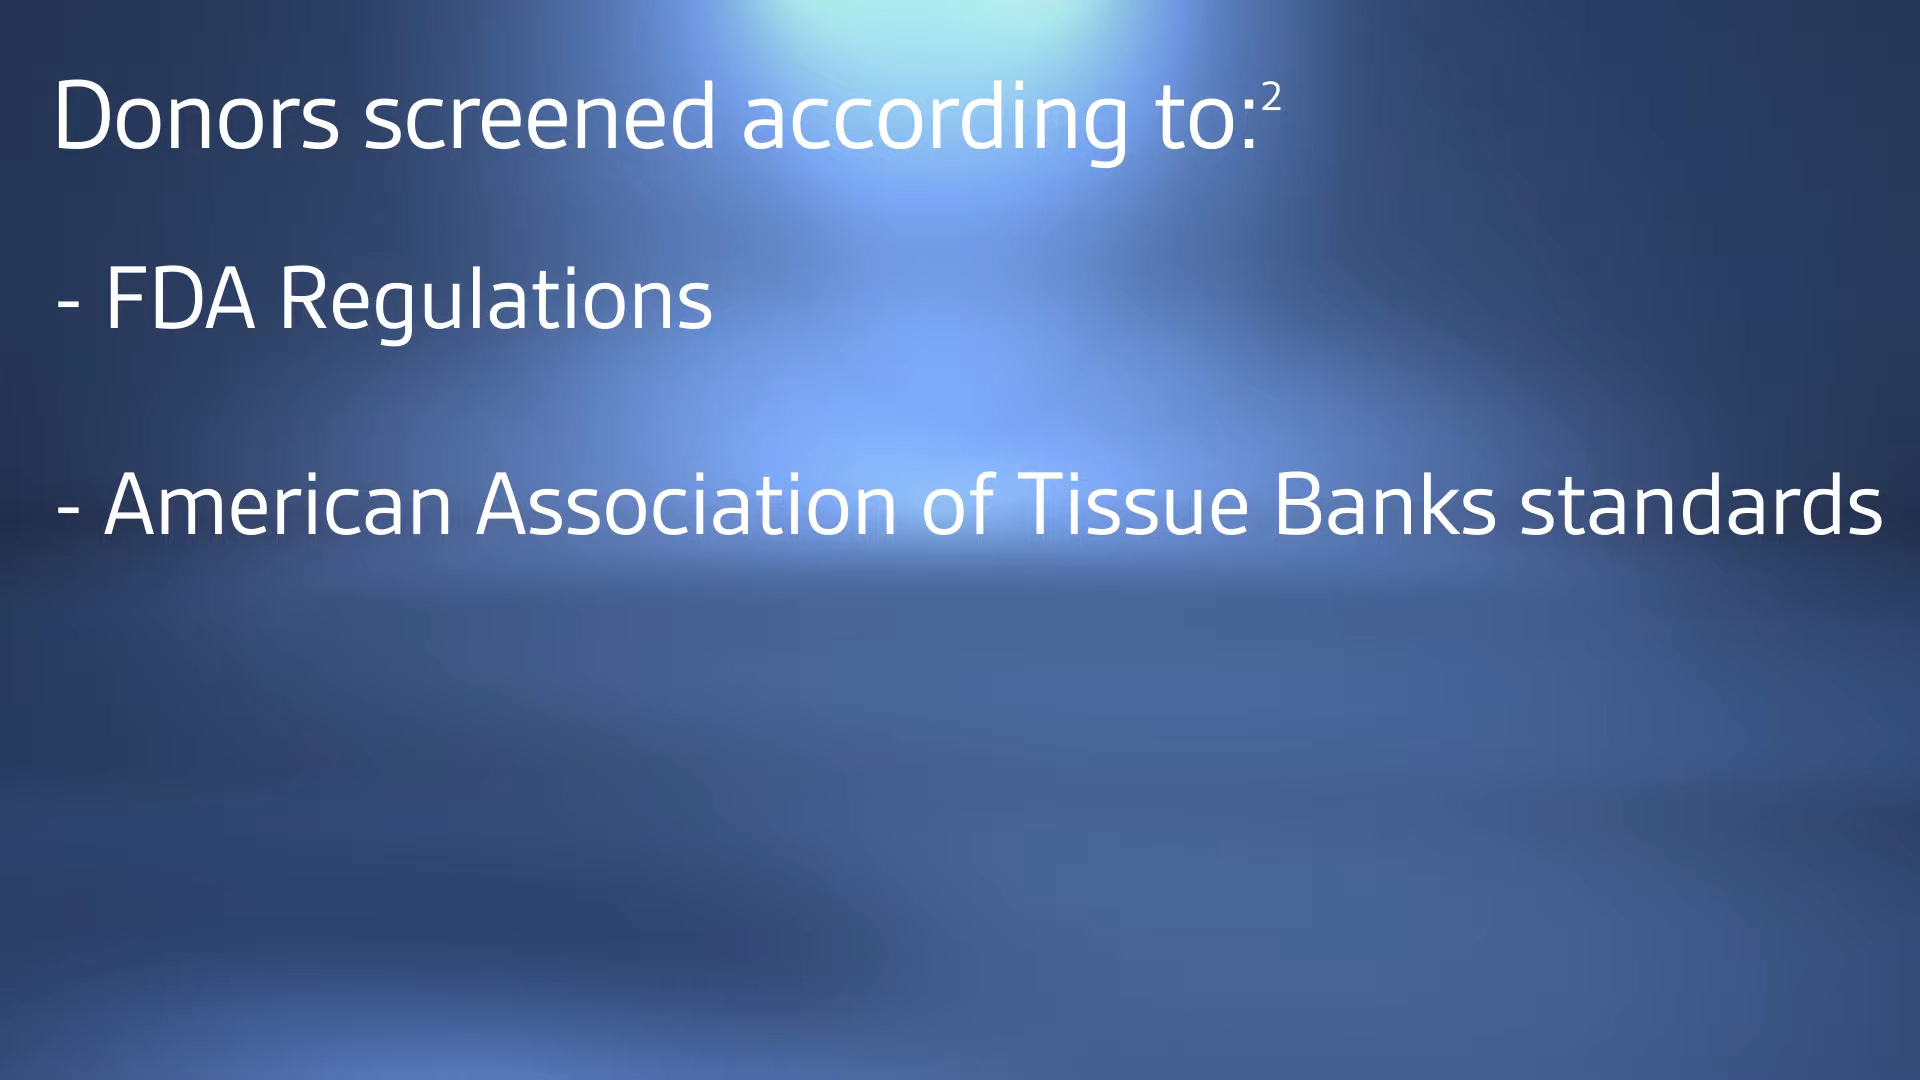 Donors screened according to:²
- FDA Regulations
- American Association of Tissue Banks standards